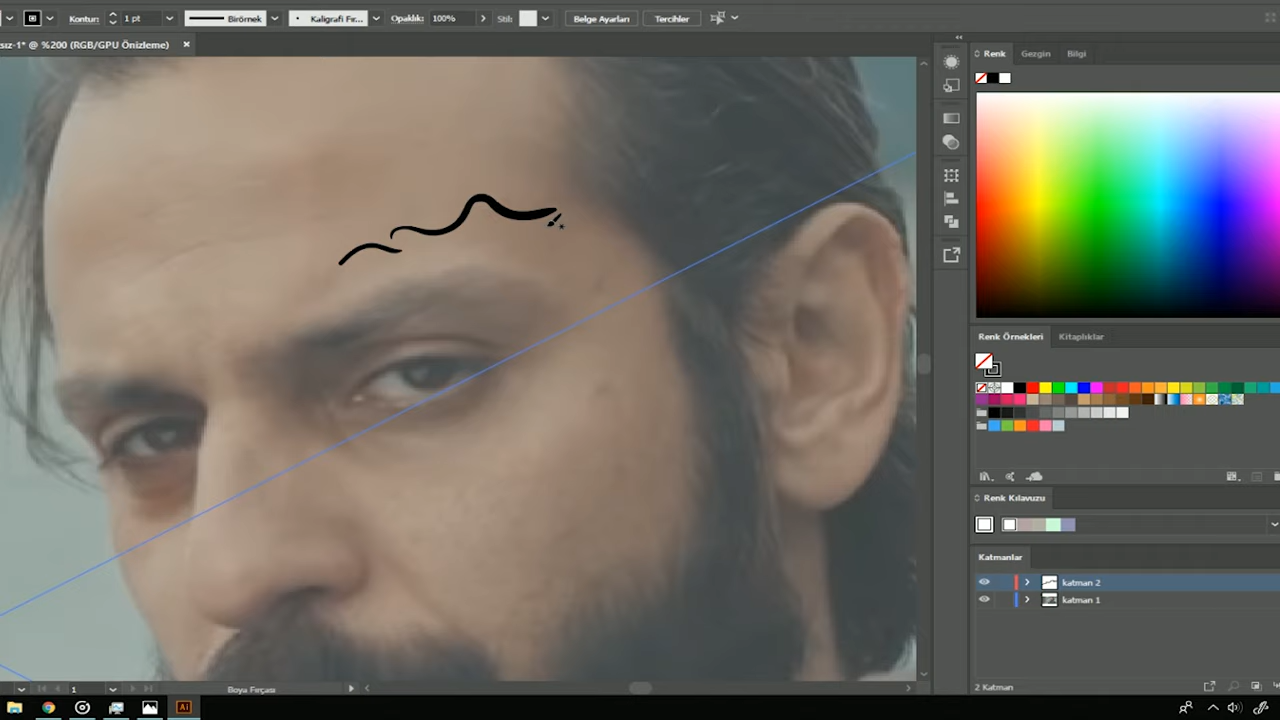 Kontur: 1 pt Birörnek Kaligrafi Fır... Opaklık: 100% Stil: Belge Ayarları Tercihler
sız-1* @ %200 (RGB/GPU Önizleme) ×
Renk Gezgin Bilgi
Renk Örnekleri Kitaplıklar
Renk Kılavuzu
Katmanlar
katman 2
katman 1
2 Katman
1 Boya Fırçası
Ai